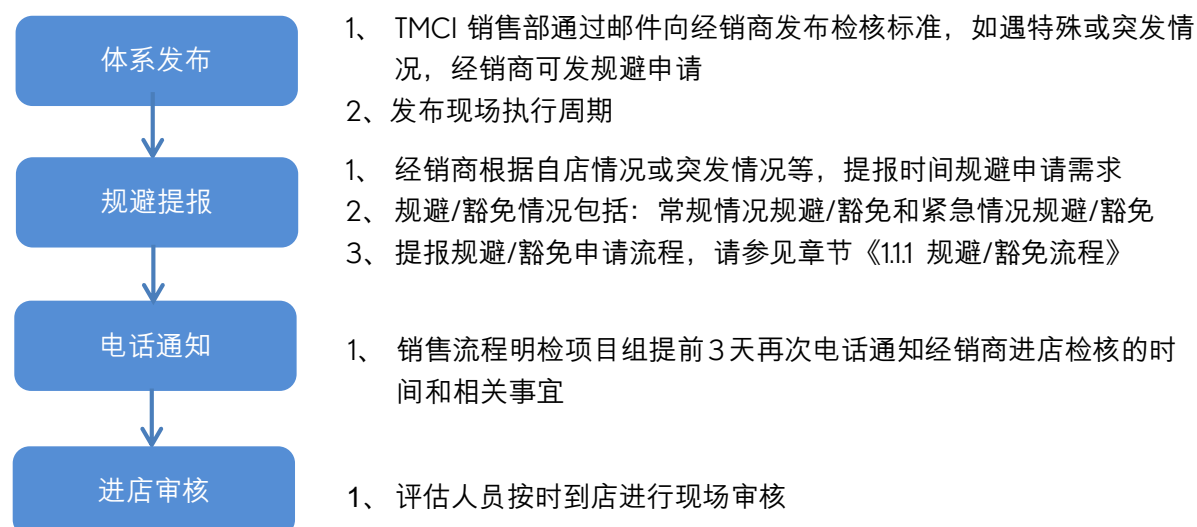 体系发布
1、 TMCI 销售部通过邮件向经销商发布检核标准，如遇特殊或突发情
况，经销商可发规避申请
2、发布现场执行周期
规避提报
1、 经销商根据自店情况或突发情况等，提报时间规避申请需求
2、规避/豁免情况包括：常规情况规避/豁免和紧急情况规避/豁免
3、提报规避/豁免申请流程，请参见章节《1.1.1 规避/豁免流程》
电话通知
1、 销售流程明检项目组提前3天再次电话通知经销商进店检核的时
间和相关事宜
进店审核
1、 评估人员按时到店进行现场审核